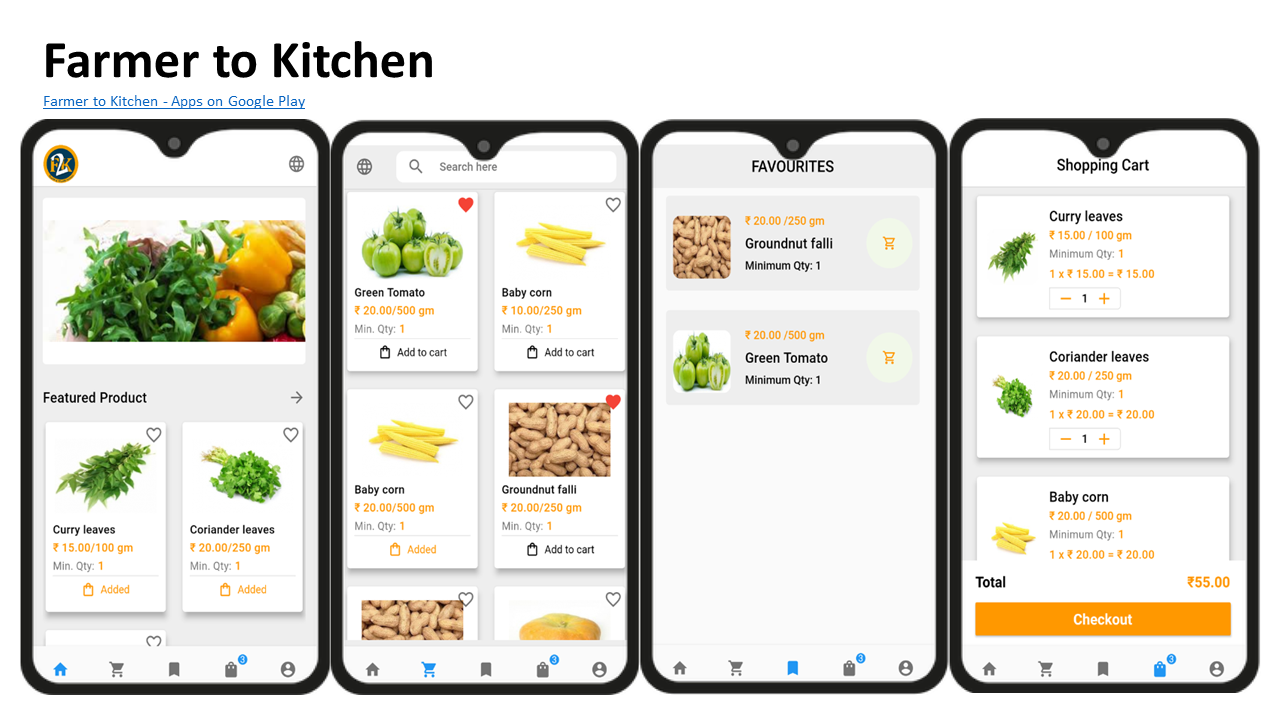 Farmer to Kitchen
Farmer to Kitchen - Apps on Google Play
F2K
Featured Product
Curry leaves
₹ 15.00/100 gm
Min. Qty: 1
Added
Coriander leaves
₹ 20.00/250 gm
Min. Qty: 1
Added
3
Search here
Green Tomato
₹ 20.00/500 gm
Min. Qty: 1
Add to cart
Baby corn
₹ 10.00/250 gm
Min. Qty: 1
Add to cart
Baby corn
₹ 20.00/500 gm
Min. Qty: 1
Added
Groundnut falli
₹ 20.00/250 gm
Min. Qty: 1
Add to cart
3
FAVOURITES
₹ 20.00 /250 gm
Groundnut falli
Minimum Qty: 1
₹ 20.00 /500 gm
Green Tomato
Minimum Qty: 1
3
Shopping Cart
Curry leaves
₹ 15.00 / 100 gm
Minimum Qty: 1
1 x ₹ 15.00 = ₹ 15.00
− 1 +
Coriander leaves
₹ 20.00 / 250 gm
Minimum Qty: 1
1 x ₹ 20.00 = ₹ 20.00
− 1 +
Baby corn
₹ 20.00 / 500 gm
Minimum Qty: 1
1 x ₹ 20.00 = ₹ 20.00
Total ₹55.00
Checkout
3